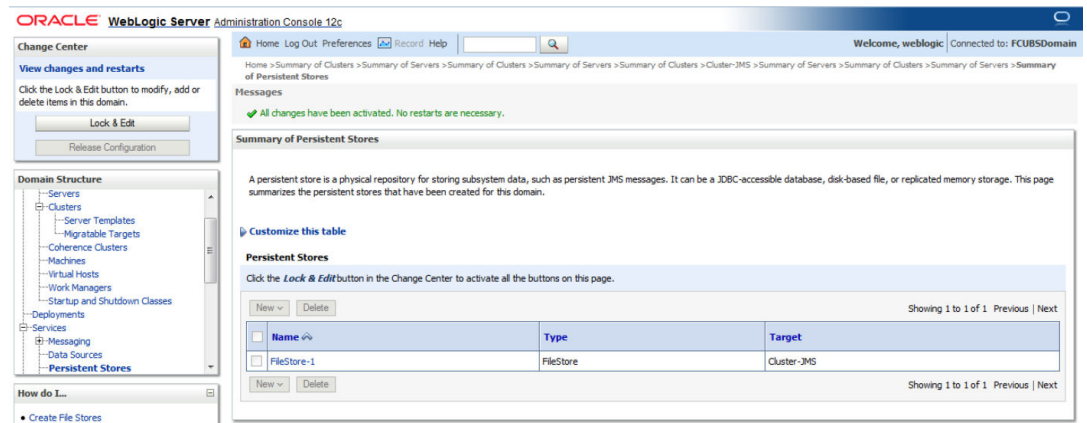 ORACLE WebLogic Server Administration Console 12c
Change Center
View changes and restarts
Click the Lock & Edit button to modify, add or
delete items in this domain.
Lock & Edit
Release Configuration
Domain Structure
Servers
Clusters
Server Templates
Migratable Targets
Coherence Clusters
Machines
Virtual Hosts
Work Managers
Startup and Shutdown Classes
Deployments
Services
Messaging
Data Sources
Persistent Stores
How do I...
Create File Stores
Home Log Out Preferences Record Help
Welcome, weblogic Connected to: FCUBSDomain
Home >Summary of Clusters >Summary of Servers >Summary of Clusters >Summary of Servers >Summary of Clusters >Cluster-JMS >Summary of Servers >Summary of Clusters >Summary of Servers >Summary
of Persistent Stores
Messages
All changes have been activated. No restarts are necessary.
Summary of Persistent Stores
A persistent store is a physical repository for storing subsystem data, such as persistent JMS messages. It can be a JDBC-accessible database, disk-based file, or replicated memory storage. This page
summarizes the persistent stores that have been created for this domain.
Customize this table
Persistent Stores
Click the Lock & Edit button in the Change Center to activate all the buttons on this page.
New Delete Showing 1 to 1 of 1 Previous | Next
Name Type Target
FileStore-1 FileStore Cluster-JMS
New Delete Showing 1 to 1 of 1 Previous | Next